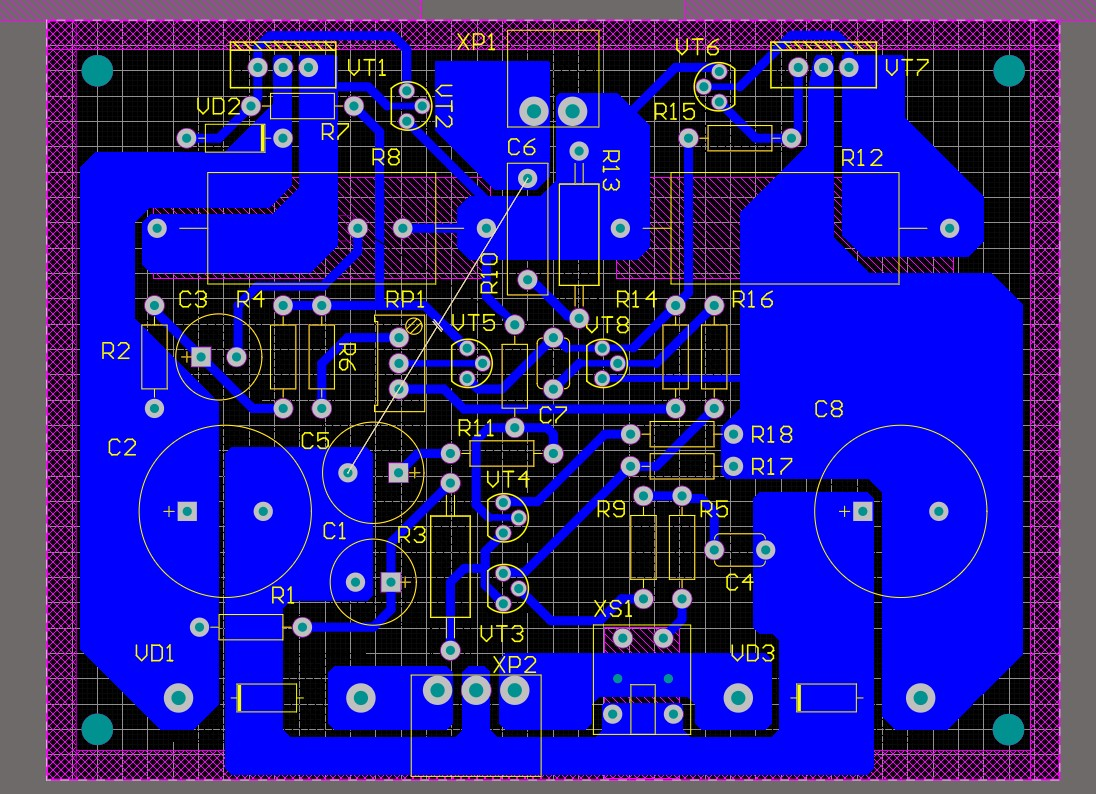 XP1
VT6
VT1
VT7
VD2
VT2
R15
R7
C6
R8
R13
R12
R10
C3
R4
RP1
R14
R16
VT5
VT8
R2
R6
C7
C8
C5
R11
R18
C2
R17
VT4
R9
R5
C1
R3
C4
R1
XS1
VT3
VD1
XP2
VD3